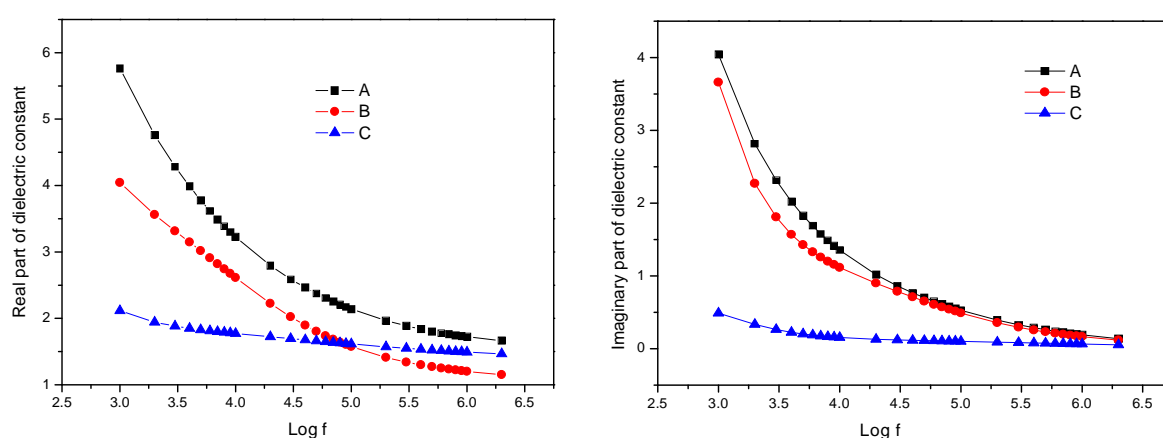 Real part of dielectric constant
6
5
4
3
2
1
2.5 3.0 3.5 4.0 4.5 5.0 5.5 6.0 6.5
Log f
A
B
C
Imaginary part of dielectric constant
4
3
2
1
0
2.5 3.0 3.5 4.0 4.5 5.0 5.5 6.0 6.5
Log f
A
B
C